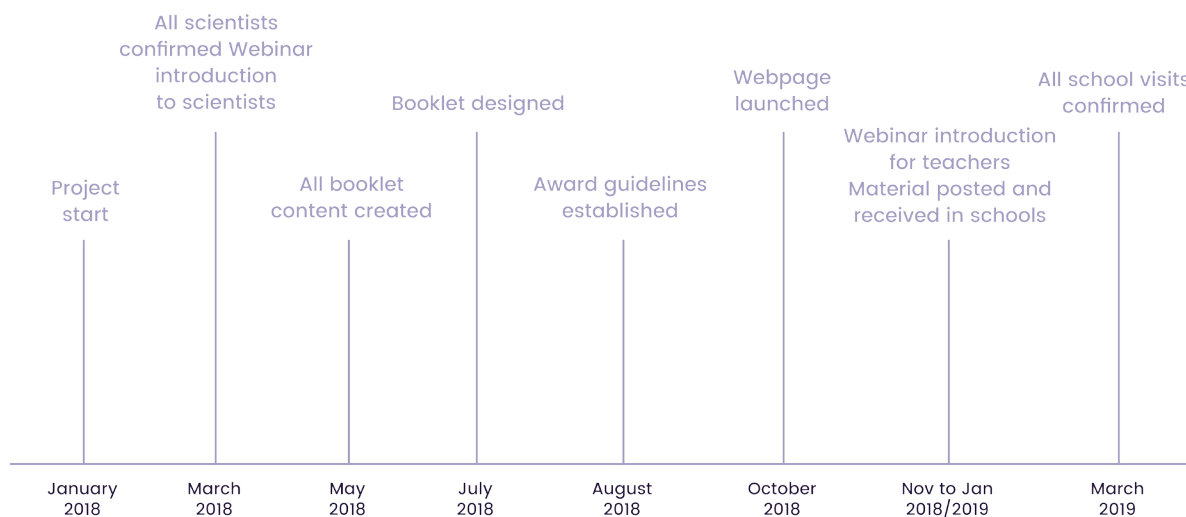 All scientists
confirmed Webinar
introduction
to scientists
Webpage
launched
All school visits
confirmed
Booklet designed
Webinar introduction
for teachers
Material posted and
received in schools
Project
start
All booklet
content created
Award guidelines
established
January
2018
March
2018
May
2018
July
2018
August
2018
October
2018
Nov to Jan
2018/2019
March
2019